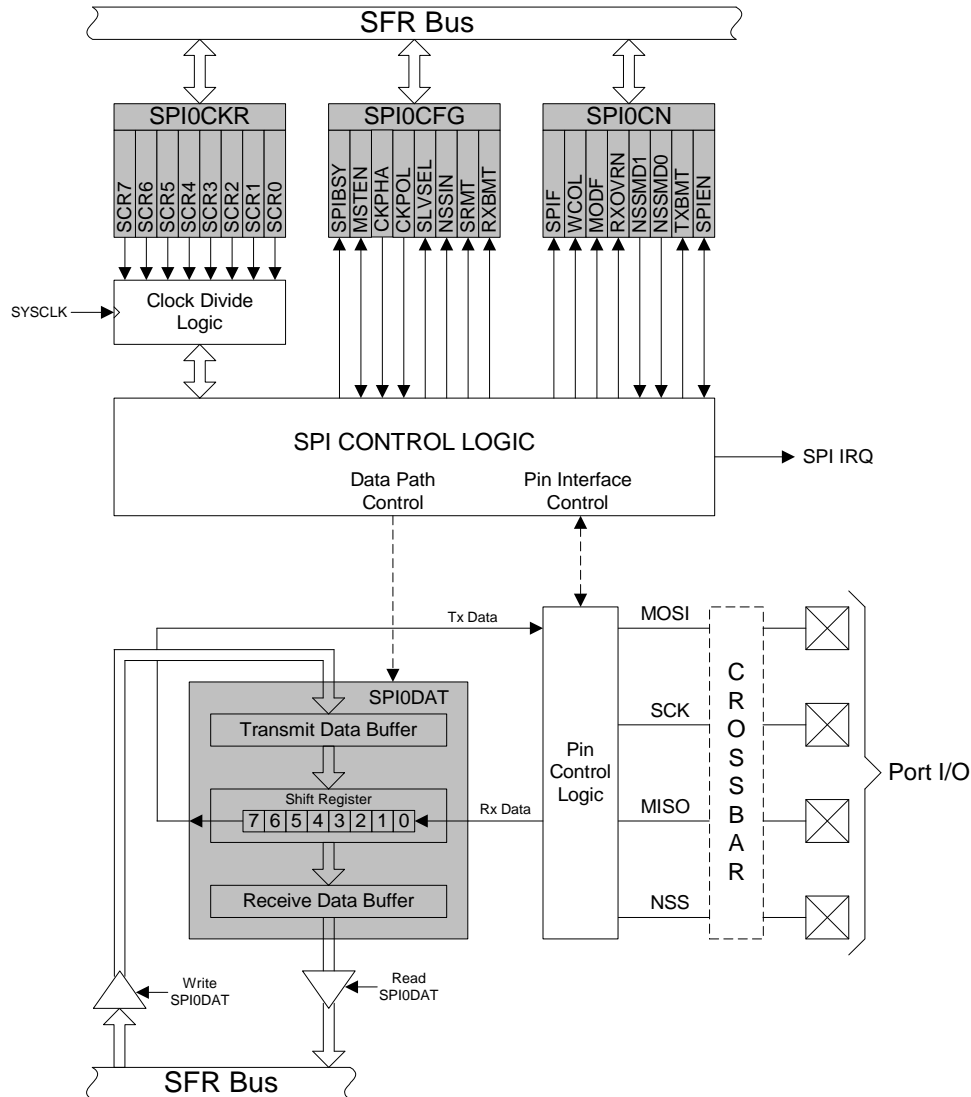 SFR Bus
SPI0CKR
SPI0CFG
SPI0CN
SCR7
SCR6
SCR5
SCR4
SCR3
SCR2
SCR1
SCR0
SPIBSY
MSTEN
CKPHA
CKPOL
SLVSEL
NSSIN
SRMT
RXBMT
SPIF
WCOL
MODF
RXOVRN
NSSMD1
NSSMD0
TXBMT
SPIEN
SYSCLK
Clock Divide
Logic
SPI CONTROL LOGIC
SPI IRQ
Data Path
Control
Pin Interface
Control
Tx Data
MOSI
SPI0DAT
Transmit Data Buffer
SCK
Shift Register
7 6 5 4 3 2 1 0
Rx Data
Pin
Control
Logic
MISO
Receive Data Buffer
NSS
CROSSBAR
Port I/O
Write
SPI0DAT
Read
SPI0DAT
SFR Bus